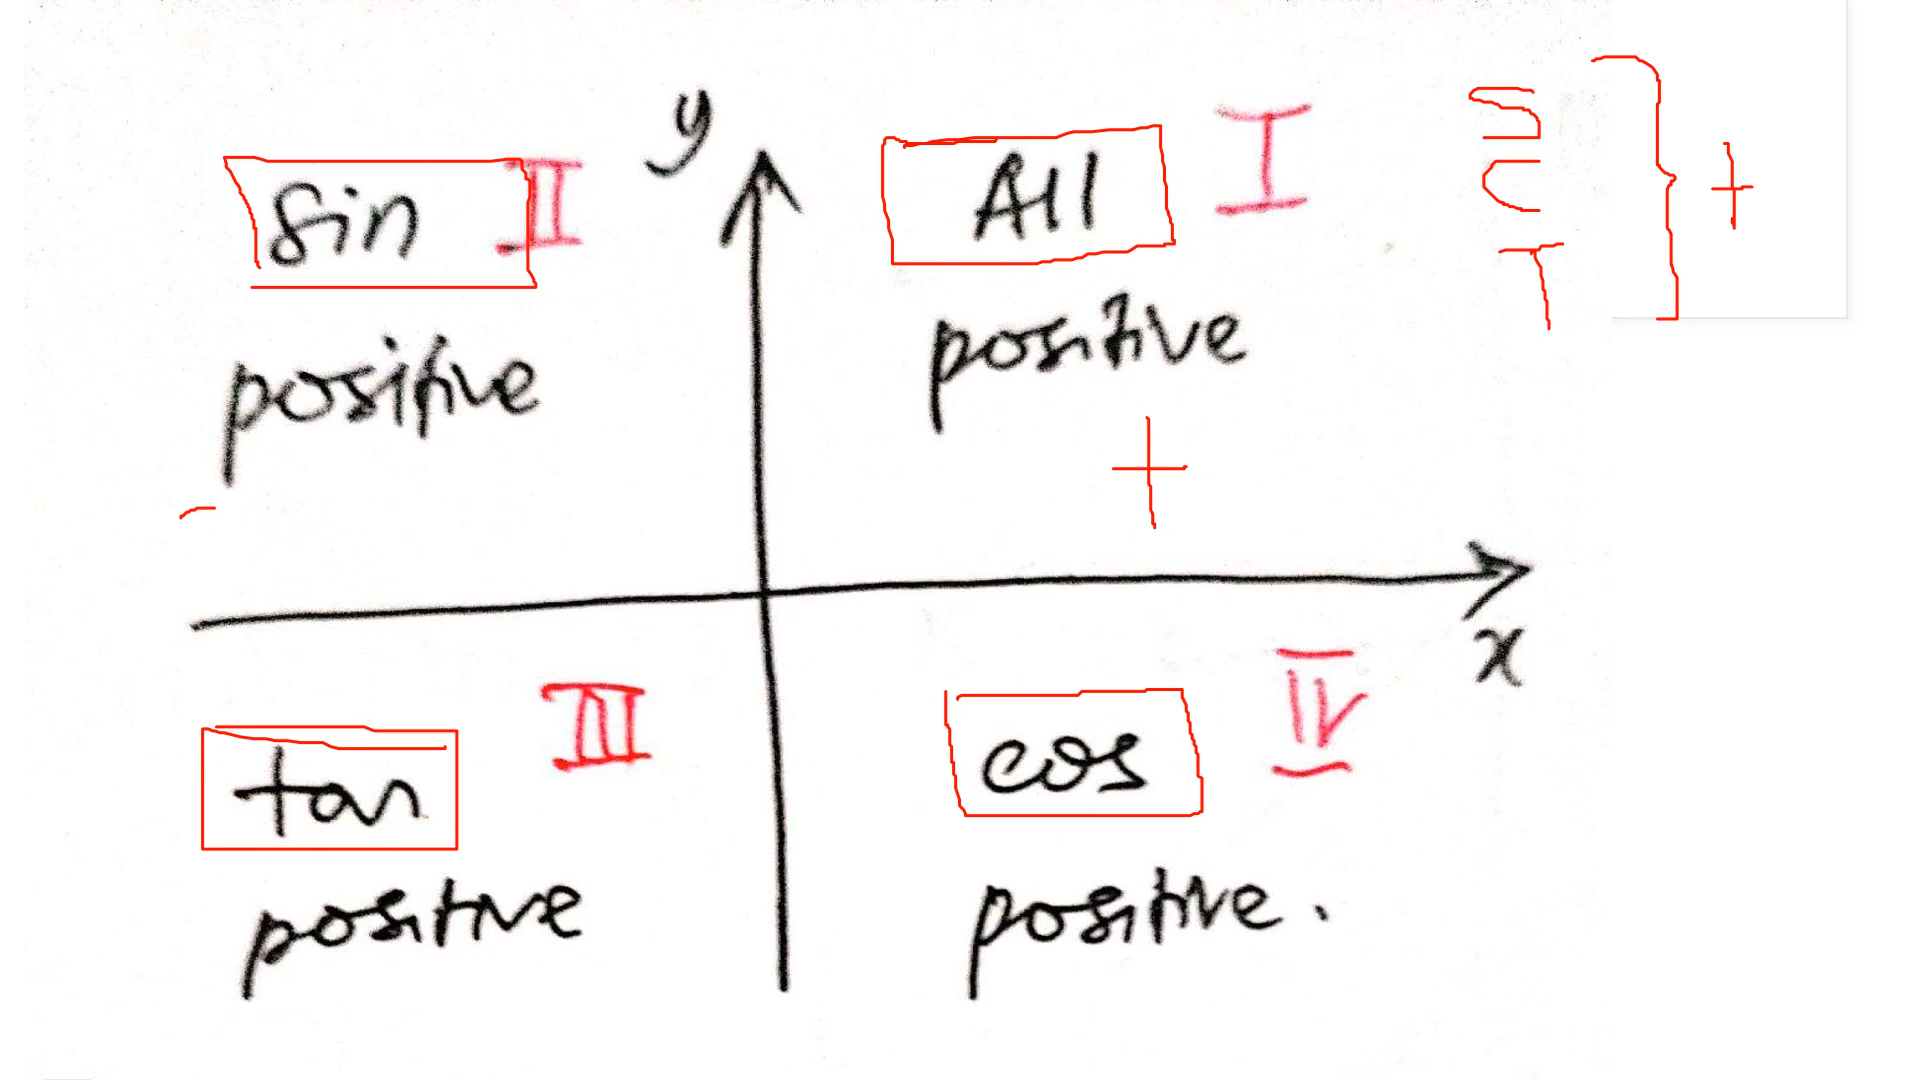 y
sin II
positive
All I
positive
+
S
C
T
+
x
III
tan
positive
IV
cos
positive.